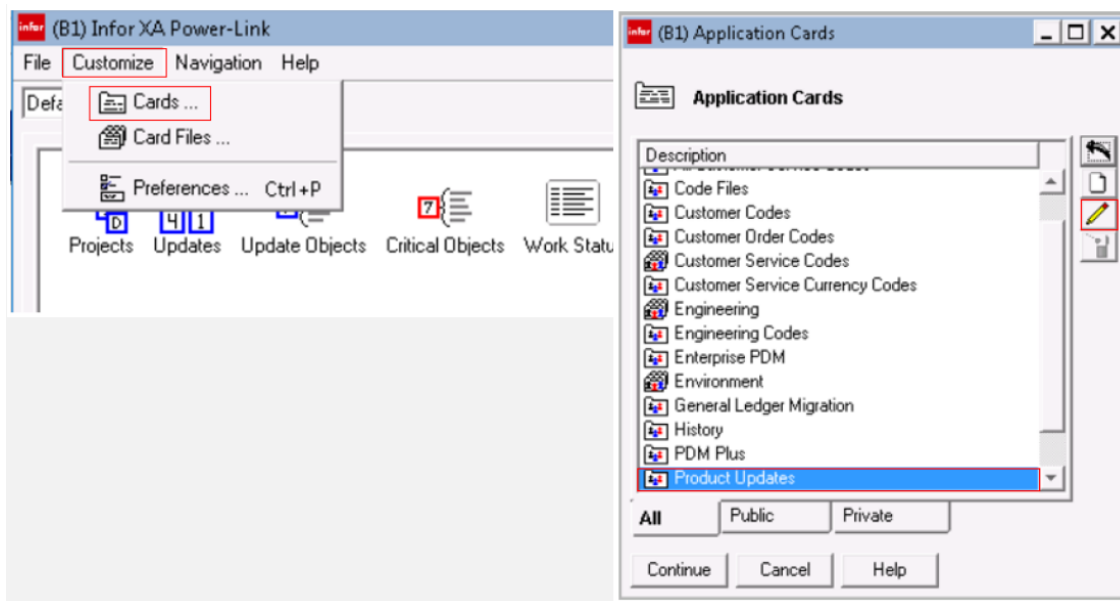 infor (B1) Infor XA Power-Link
File Customize Navigation Help
Defa
Cards ...
Card Files ...
Preferences ... Ctrl+P
D 4 1 7
Projects Updates Update Objects Critical Objects Work Statu
infor (B1) Application Cards
Application Cards
Description
Code Files
Customer Codes
Customer Order Codes
Customer Service Codes
Customer Service Currency Codes
Engineering
Engineering Codes
Enterprise PDM
Environment
General Ledger Migration
History
PDM Plus
Product Updates
All Public Private
Continue Cancel Help